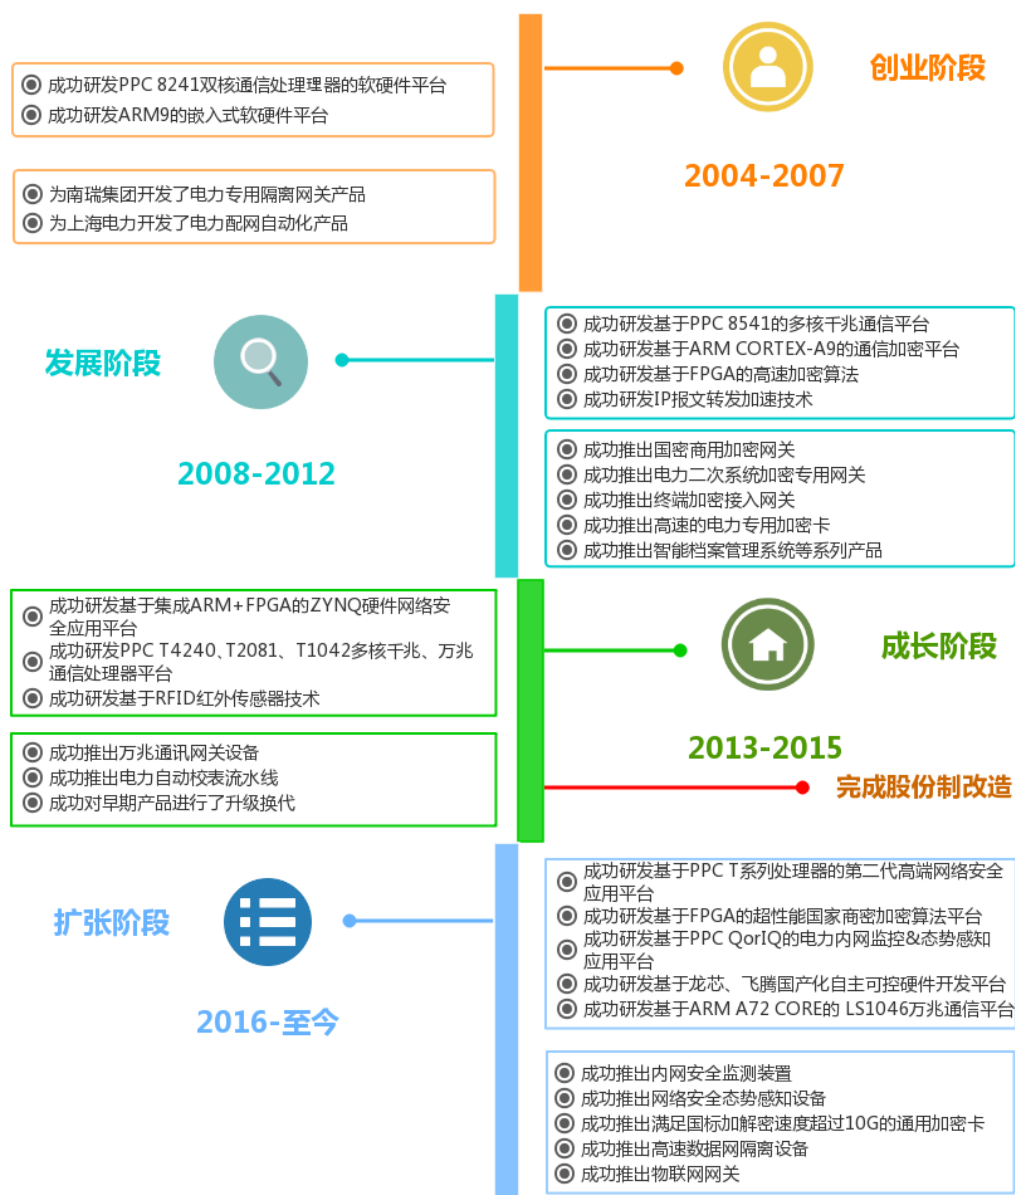 创业阶段
2004-2007
成功研发PPC 8241双核通信处理理器的软硬件平台
成功研发ARM9的嵌入式软硬件平台
为南瑞集团开发了电力专用隔离网关产品
为上海电力开发了电力配网自动化产品
发展阶段
2008-2012
成功研发基于PPC 8541的多核千兆通信平台
成功研发基于ARM CORTEX-A9的通信加密平台
成功研发基于FPGA的高速加密算法
成功研发IP报文转发加速技术
成功推出国密商用加密网关
成功推出电力二次系统加密专用网关
成功推出终端加密接入网关
成功推出高速的电力专用加密卡
成功推出智能档案管理系统等系列产品
成长阶段
2013-2015
完成股份制改造
成功研发基于集成ARM+FPGA的ZYNQ硬件网络安
全应用平台
成功研发PPC T4240、T2081、T1042多核千兆、万兆
通信处理器平台
成功研发基于RFID红外传感器技术
成功推出万兆通讯网关设备
成功推出电力自动校表流水线
成功对早期产品进行了升级换代
扩张阶段
2016-至今
成功研发基于PPC T系列处理器的第二代高端网络安全
应用平台
成功研发基于FPGA的超性能国家商密加密算法平台
成功研发基于PPC QorIQ的电力内网监控&态势感知
应用平台
成功研发基于龙芯、飞腾国产化自主可控硬件开发平台
成功研发基于ARM A72 CORE的 LS1046万兆通信平台
成功推出内网安全监测装置
成功推出网络安全态势感知设备
成功推出满足国标加解密速度超过10G的通用加密卡
成功推出高速数据网隔离设备
成功推出物联网网关